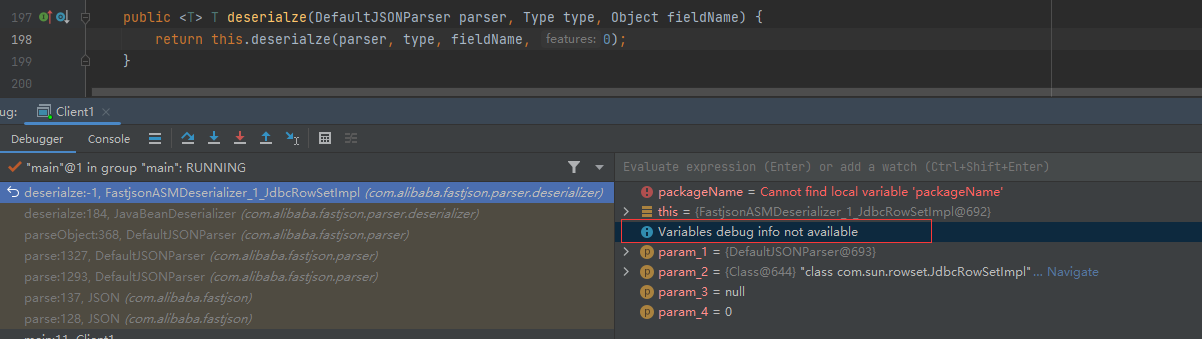 197 public <T> T deserialze(DefaultJSONParser parser, Type type, Object fieldName) {
198 return this.deserialze(parser, type, fieldName, features: 0);
199 }
200
ug: Client1
Debugger Console
"main"@1 in group "main": RUNNING
deserialze:-1, FastjsonASMDeserializer_1_JdbcRowSetImpl (com.alibaba.fastjson.parser.deserializer)
deserialze:184, JavaBeanDeserializer (com.alibaba.fastjson.parser.deserializer)
parseObject:368, DefaultJSONParser (com.alibaba.fastjson.parser)
parse:1327, DefaultJSONParser (com.alibaba.fastjson.parser)
parse:1293, DefaultJSONParser (com.alibaba.fastjson.parser)
parse:137, JSON (com.alibaba.fastjson)
parse:128, JSON (com.alibaba.fastjson)
main:11, Client1
Evaluate expression (Enter) or add a watch (Ctrl+Shift+Enter)
packageName = Cannot find local variable 'packageName'
this = {FastjsonASMDeserializer_1_JdbcRowSetImpl@692}
Variables debug info not available
param_1 = {DefaultJSONParser@693}
param_2 = {Class@644} "class com.sun.rowset.JdbcRowSetImpl"... Navigate
param_3 = null
param_4 = 0